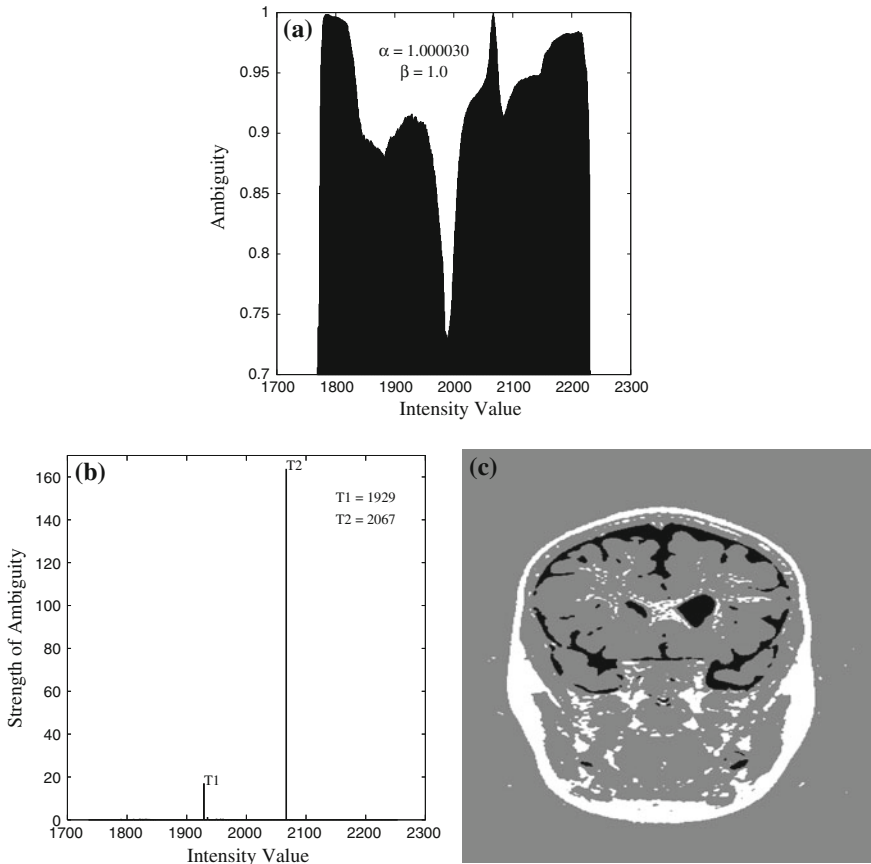 (a)
α = 1.000030
β = 1.0
1
0.95
0.9
0.85
0.8
0.75
0.7
Ambiguity
1700 1800 1900 2000 2100 2200 2300
Intensity Value
(b)
T2
T1 = 1929
T2 = 2067
T1
160
140
120
100
80
60
40
20
0
Strength of Ambiguity
1700 1800 1900 2000 2100 2200 2300
Intensity Value
(c)